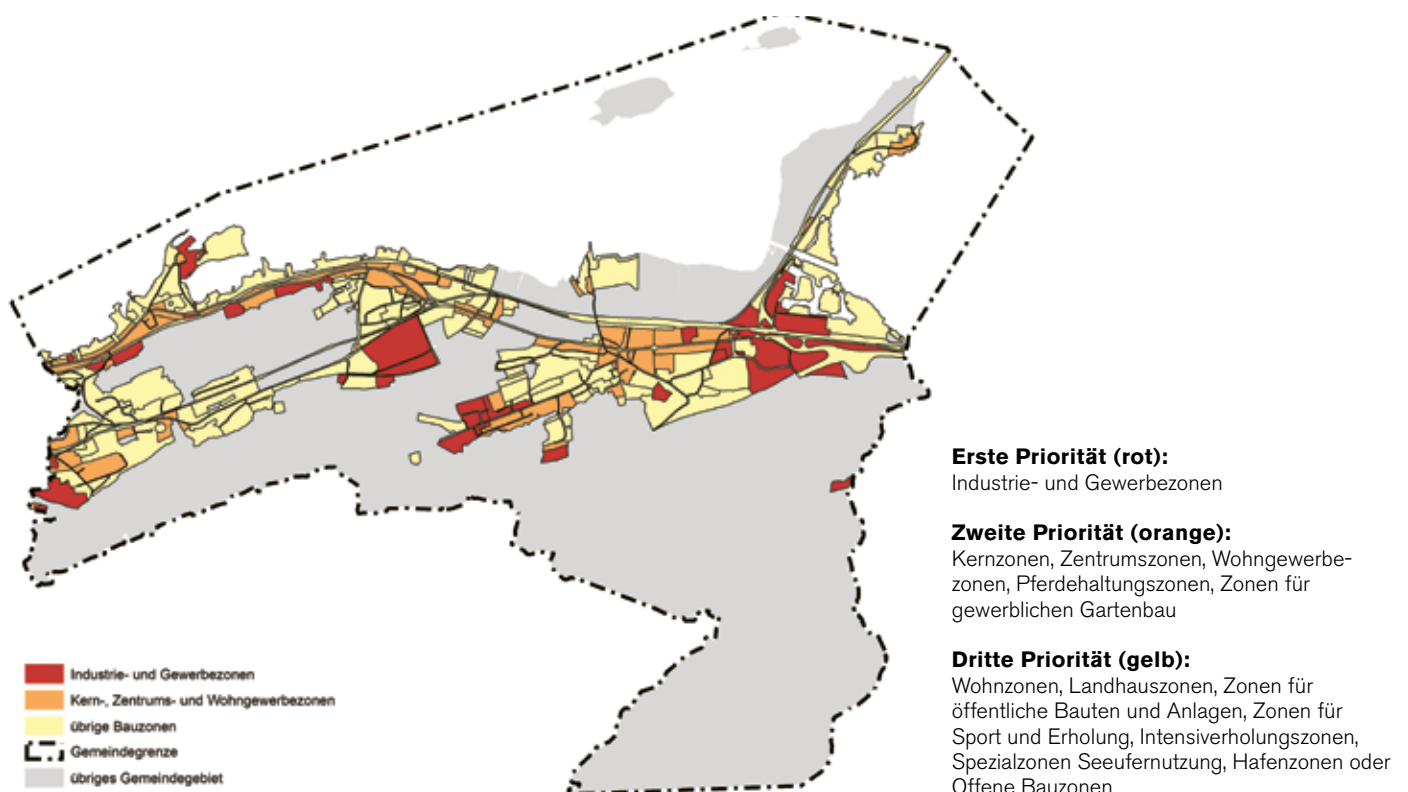 Erste Priorität (rot):
Industrie- und Gewerbezonen
Zweite Priorität (orange):
Kernzonen, Zentrumszonen, Wohngewerbe-
zonen, Pferdehaltungszonen, Zonen für
gewerblichen Gartenbau
Dritte Priorität (gelb):
Wohnzonen, Landhauszonen, Zonen für
öffentliche Bauten und Anlagen, Zonen für
Sport und Erholung, Intensiverholungszonen,
Spezialzonen Seeufernutzung, Hafenzonen oder
Offene Bauzonen
Industrie- und Gewerbezonen
Kern-, Zentrums- und Wohngewerbezonen
übrige Bauzonen
Gemeindegrenze
übriges Gemeindegebiet